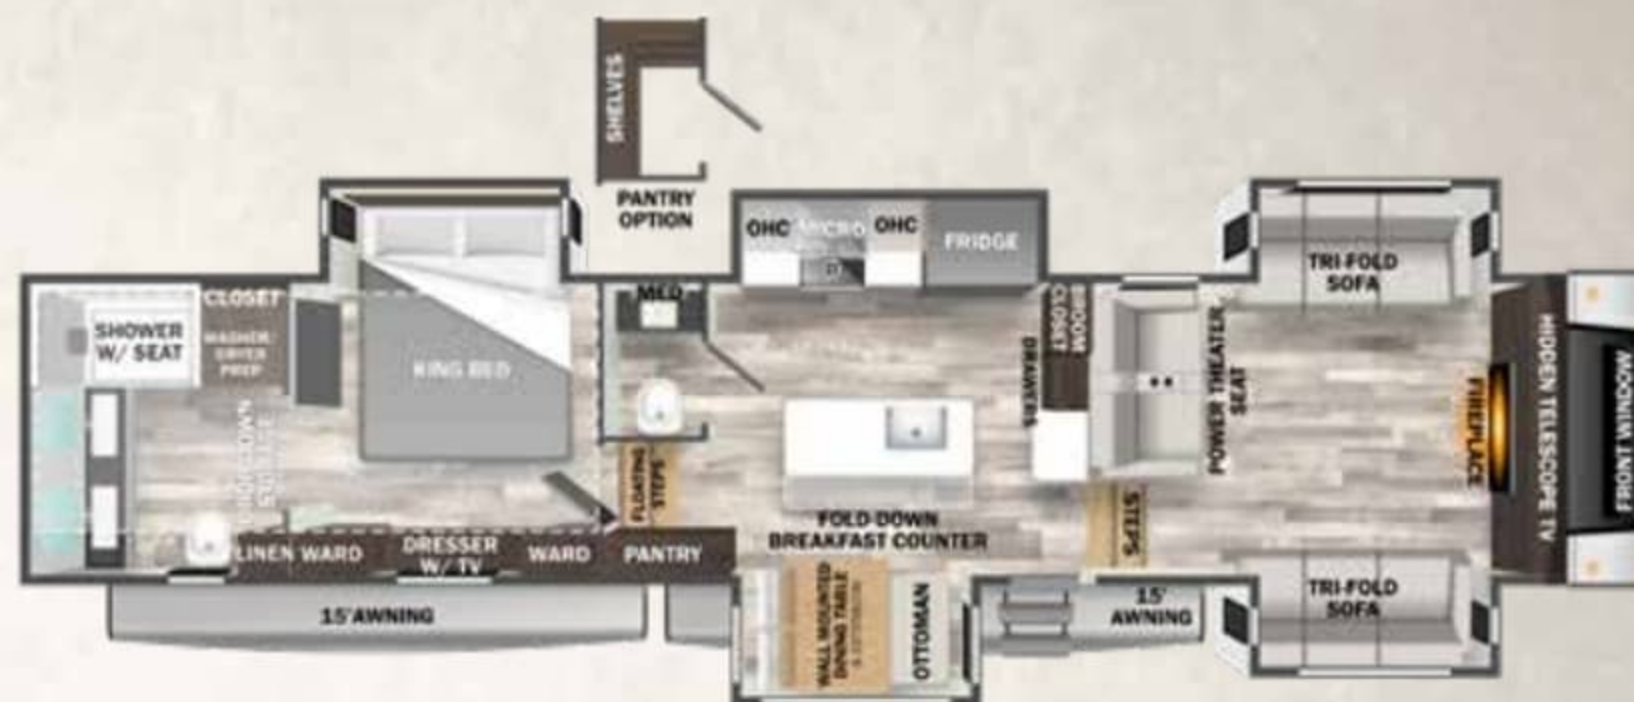 SHELVES
PANTRY
OPTION
OHC
MICRO
OHC
FRIDGE
TRI-FOLD
SOFA
SHOWER
W/ SEAT
CLOSET
WASHER/
DRYER
PREP
KING BED
MED
DRAWERS
CLOSET
POWER THEATER
SEAT
FIREPLACE
HIDDEN TELESCOPE TV
FRONT WINDOW
FLOATING
STEPS
STEPS
FOLD-DOWN
BREAKFAST COUNTER
LINEN
WARD
DRESSER
W/ TV
WARD
PANTRY
WALL MOUNTED
DINING TABLE
OTTOMAN
TRI-FOLD
SOFA
15' AWNING
15'
AWNING